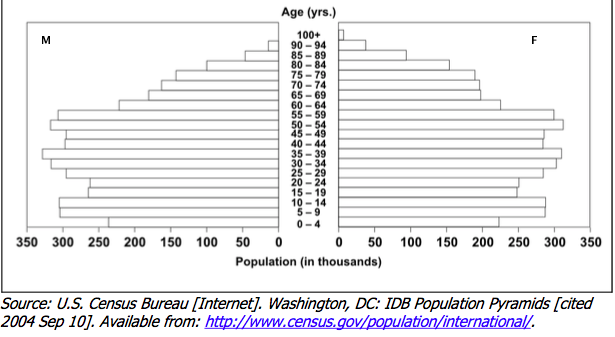 Age (yrs.)
M
F
100+
90 – 94
85 – 89
80 – 84
75 – 79
70 – 74
65 – 69
60 – 64
55 – 59
50 – 54
45 – 49
40 – 44
35 – 39
30 – 34
25 – 29
20 – 24
15 – 19
10 – 14
5 – 9
0 – 4
350 300 250 200 150 100 50 0 0 50 100 150 200 250 300 350
Population (in thousands)
Source: U.S. Census Bureau [Internet]. Washington, DC: IDB Population Pyramids [cited
2004 Sep 10]. Available from: http://www.census.gov/population/international/.